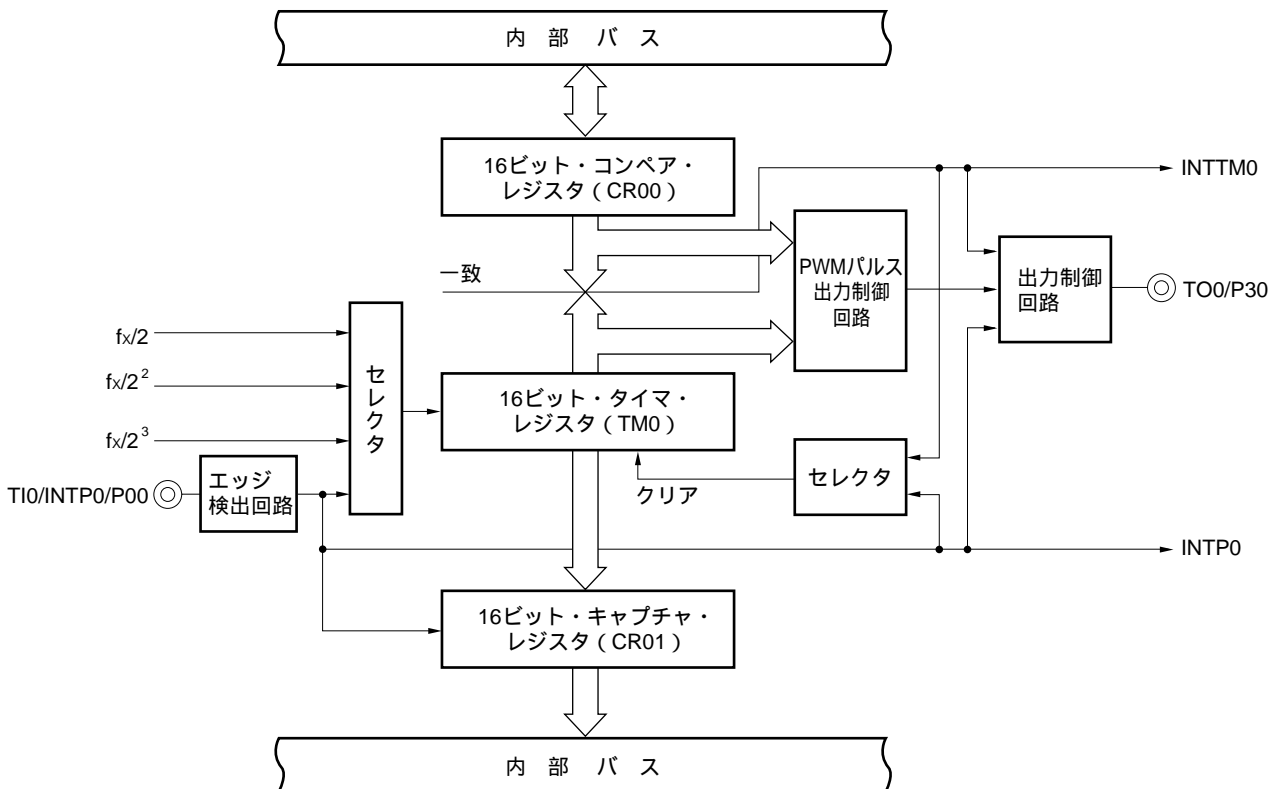 内 部 バ ス
16ビット・コンペア・
レジスタ（CR00）
INTTM0
一致
PWMパルス
出力制御
回路
出力制御
回路
TO0/P30
fx/2
fx/2²
fx/2³
セレクタ
16ビット・タイマ・
レジスタ（TM0）
TI0/INTP0/P00
エッジ
検出回路
クリア
セレクタ
INTP0
16ビット・キャプチャ・
レジスタ（CR01）
内 部 バ ス